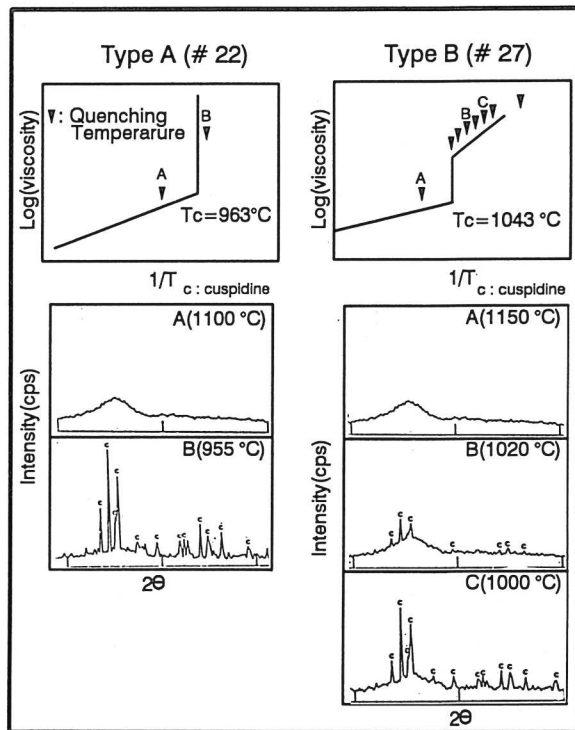 Type A (# 22)
Log(viscosity)
: Quenching
Temperarure
A
B
Tc=963°C
1/T
c : cuspidine
Intensity(cps)
A(1100 °C)
B(955 °C)
c
c
c
c
c
c
c
c
c
c
c
c
2Θ
Type B (# 27)
Log(viscosity)
A
B
C
Tc=1043 °C
1/T
c : cuspidine
Intensity(cps)
A(1150 °C)
B(1020 °C)
c
c
c
c
c
c
c
C(1000 °C)
c
c
c
c
c
c
c
c
c
c
c
c
2Θ